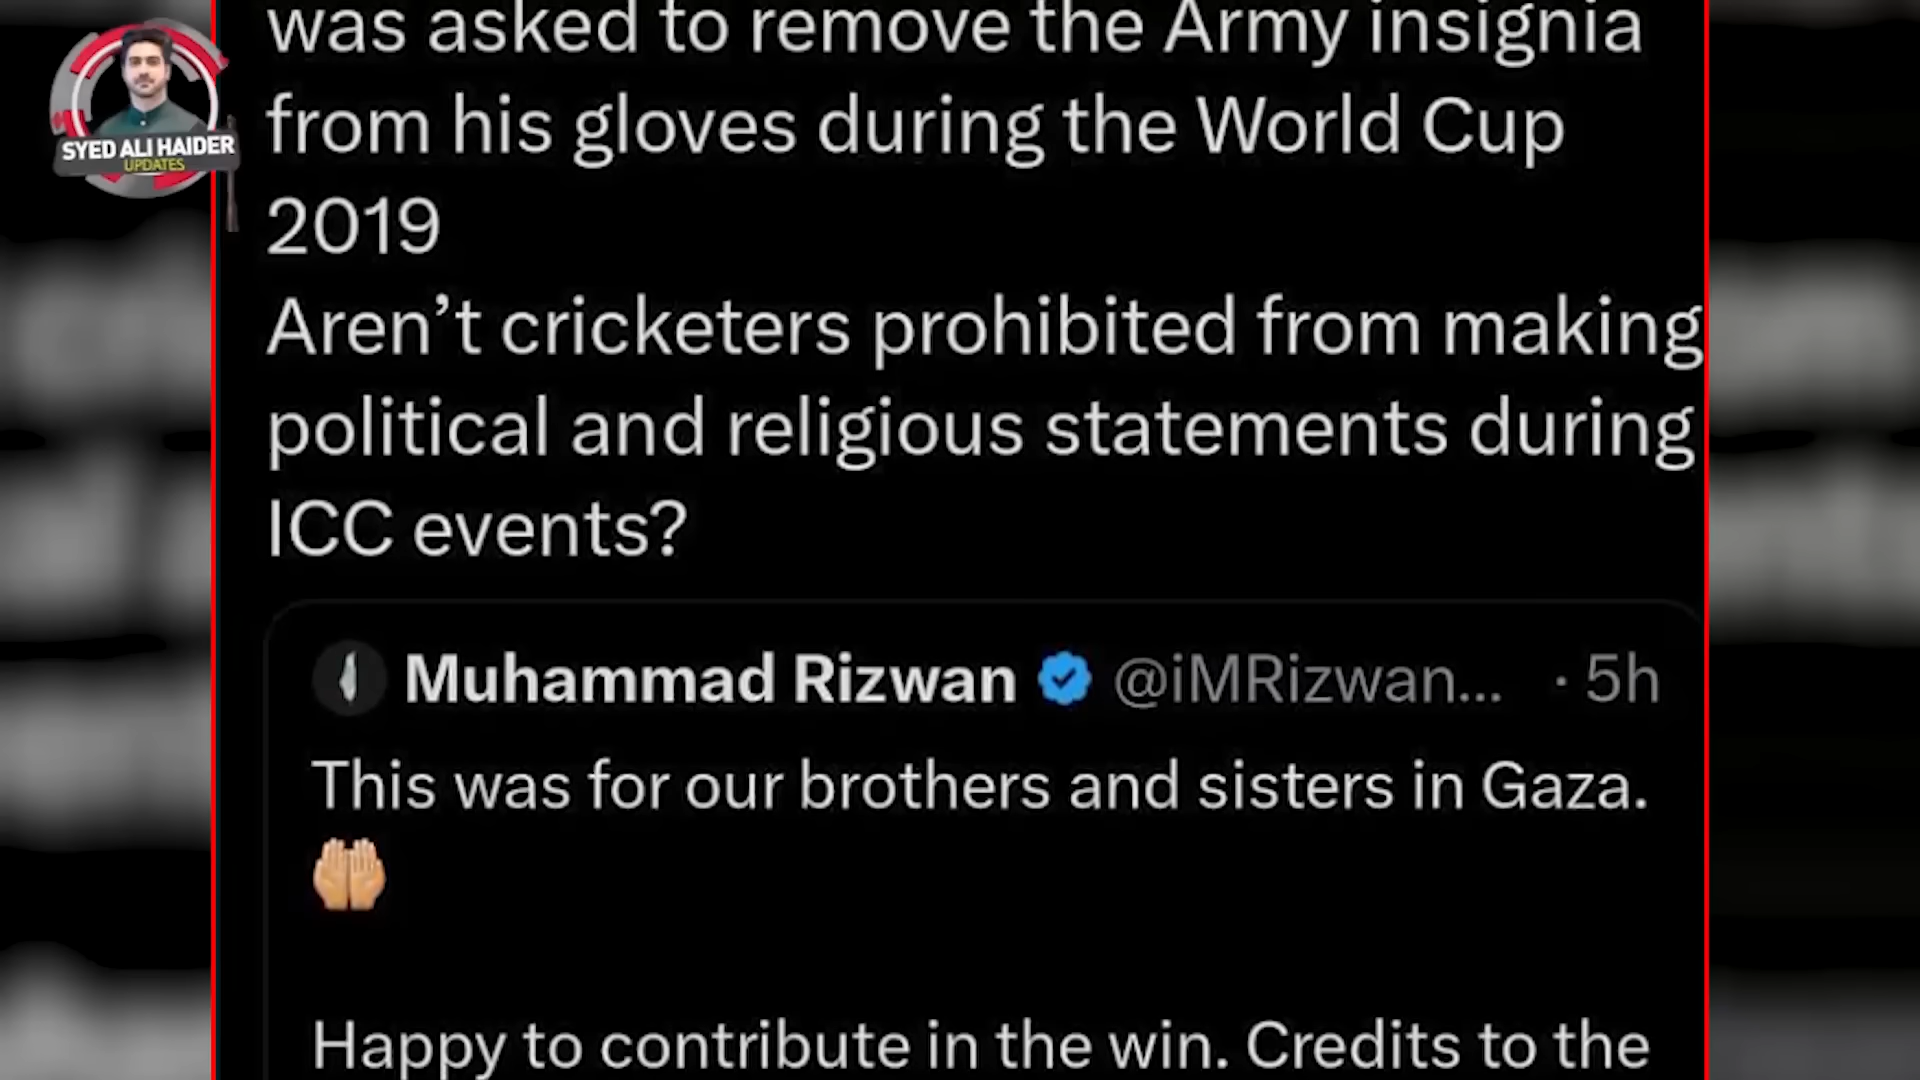 SYED ALI HAIDER
UPDATES
was asked to remove the Army insignia
from his gloves during the World Cup
2019
Aren’t cricketers prohibited from making
political and religious statements during
ICC events?
Muhammad Rizwan @iMRizwan... · 5h
This was for our brothers and sisters in Gaza.
🤲🏼
Happy to contribute in the win. Credits to the